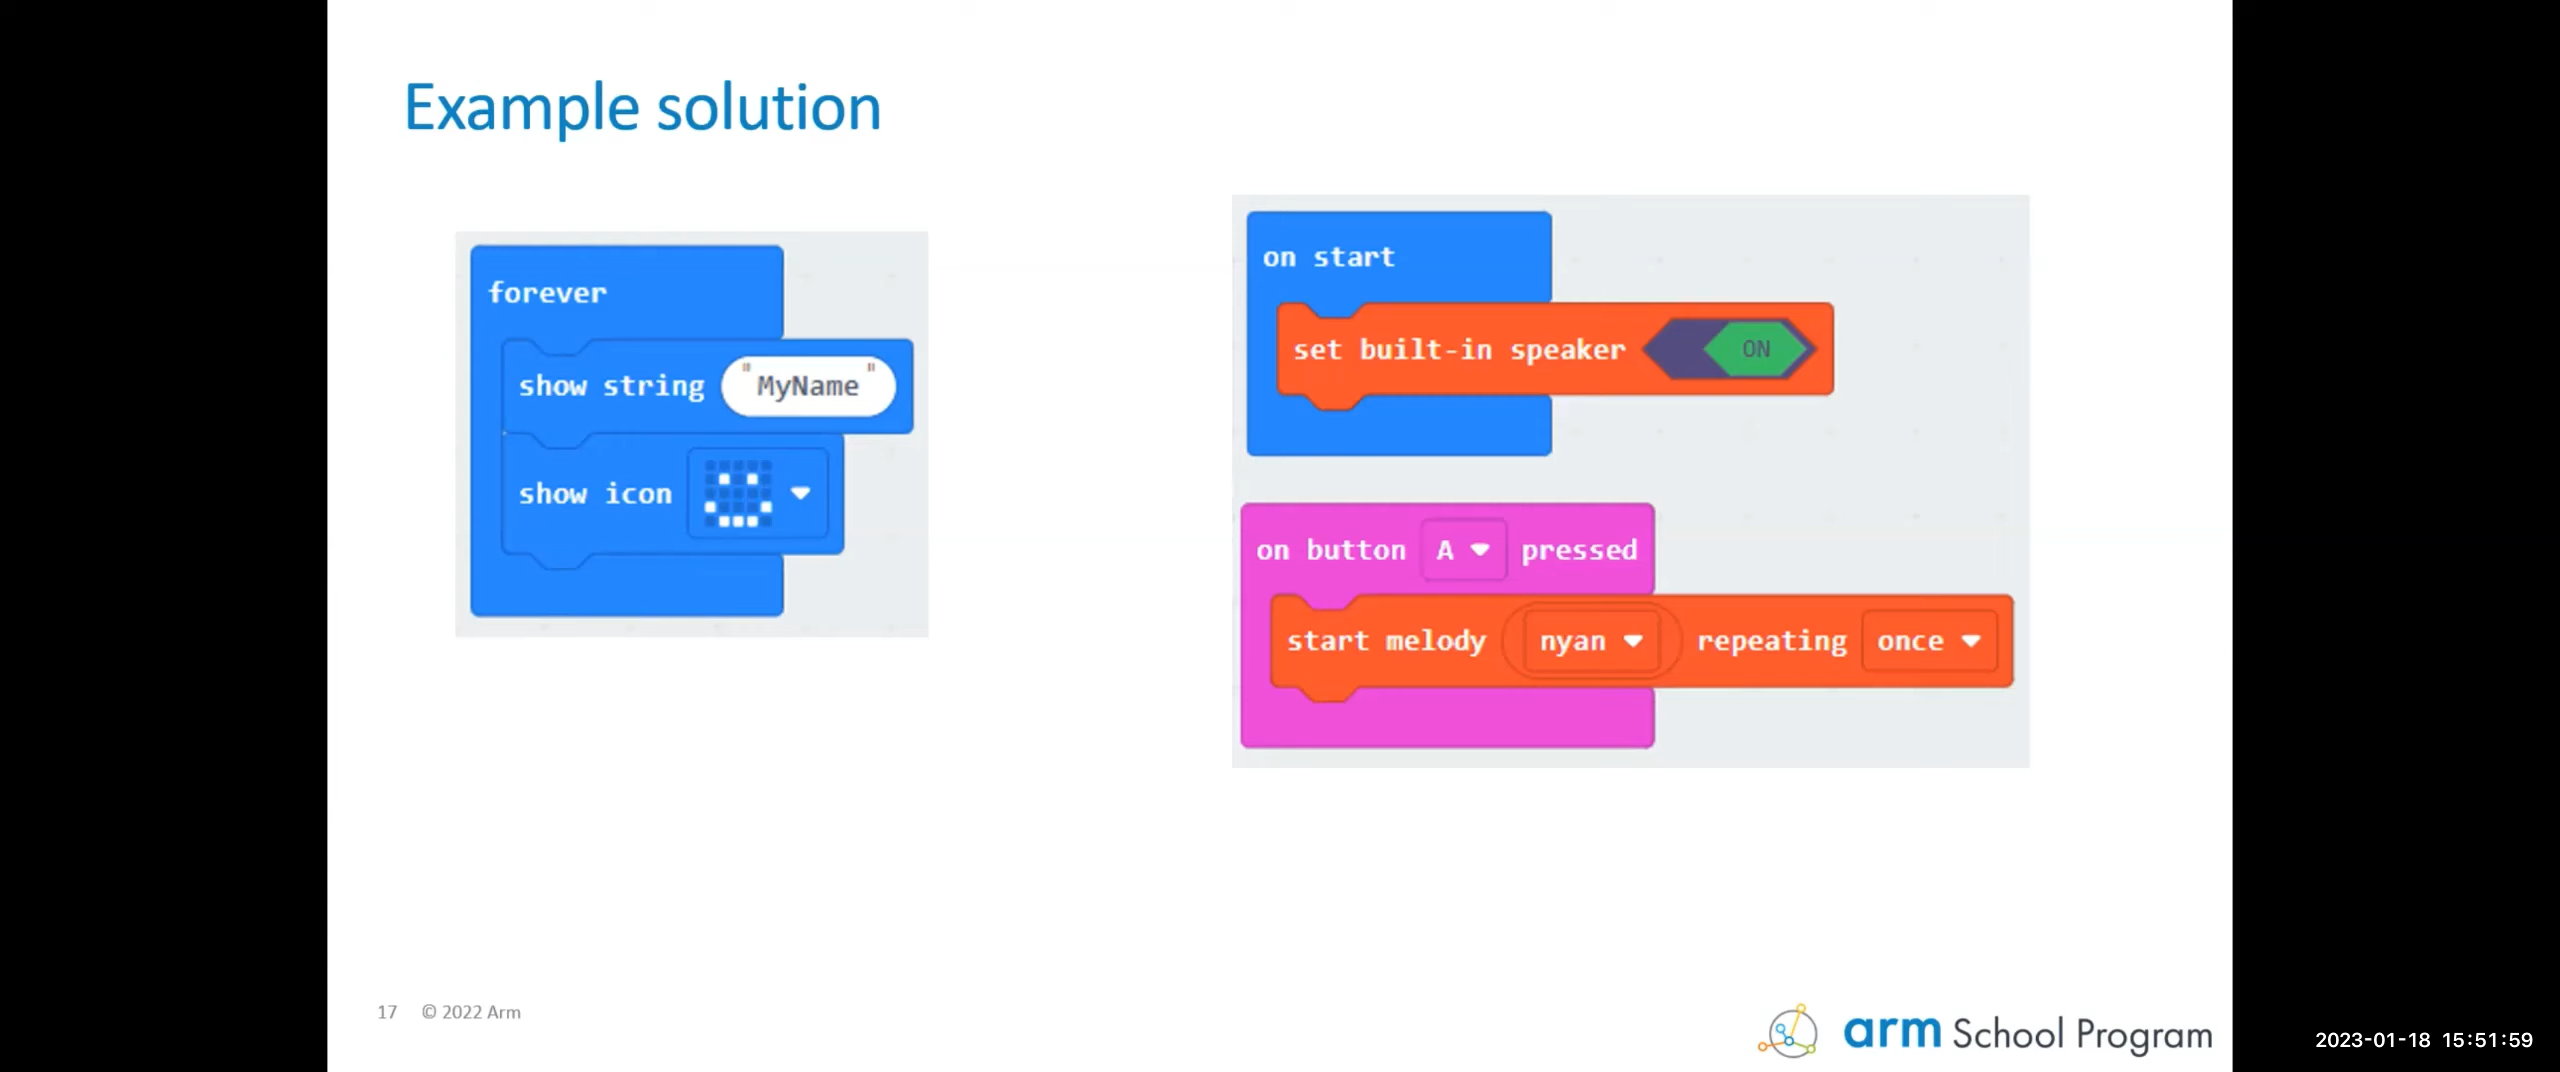 Example solution
forever
show string "MyName"
show icon
on start
set built-in speaker ON
on button A pressed
start melody nyan repeating once
17 © 2022 Arm
arm School Program
2023-01-18 15:51:59